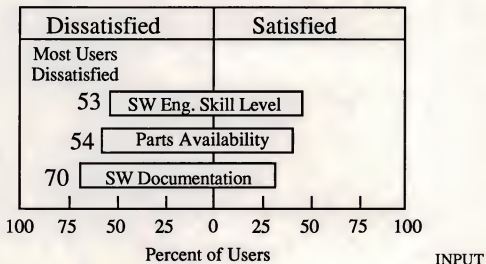 Dissatisfied Satisfied
Most Users
Dissatisfied
53 SW Eng. Skill Level
54 Parts Availability
70 SW Documentation
100 75 50 25 0 25 50 75 100
Percent of Users
INPUT